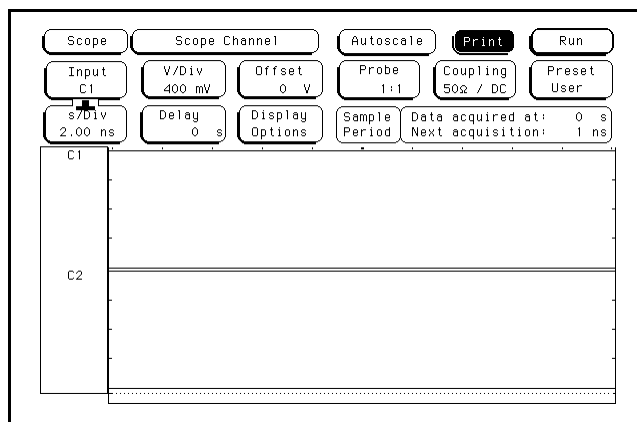 Scope Scope Channel Autoscale Print Run
Input V/Div Offset Probe Coupling Preset
C1 400 mV 0 V 1:1 50Ω / DC User
s/Div Delay Display Sample Data acquired at: 0 s
2.00 ns 0 s Options Period Next acquisition: 1 ns
C1
C2